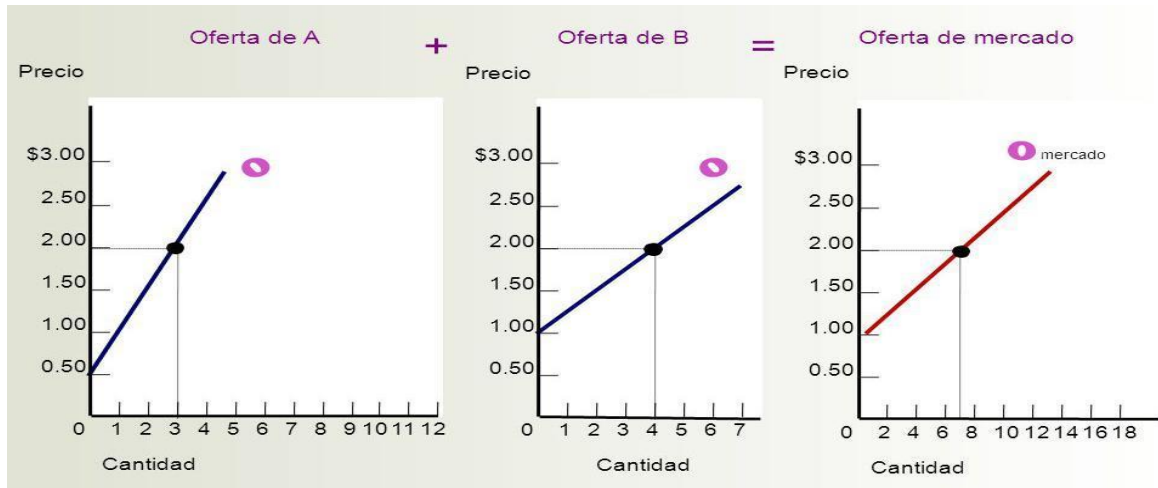 Oferta de A + Oferta de B = Oferta de mercado
Precio Precio Precio
$3.00
2.50
2.00
1.50
1.00
0.50
0 1 2 3 4 5 6 7 8 9 10 11 12
Cantidad
O
$3.00
2.50
2.00
1.50
1.00
0.50
0 1 2 3 4 5 6 7
Cantidad
O
$3.00
2.50
2.00
1.50
1.00
0.50
0 2 4 6 8 10 12 14 16 18
Cantidad
O mercado